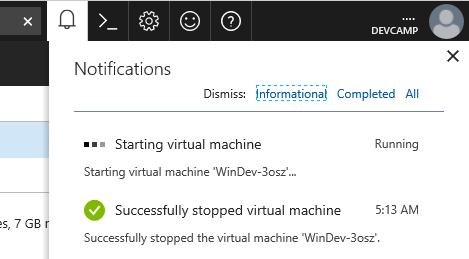 ....
DEVCAMP
Notifications
Dismiss: Informational Completed All
Starting virtual machine Running
Starting virtual machine 'WinDev-3osz'...
Successfully stopped virtual machine 5:13 AM
es, 7 GB
Successfully stopped the virtual machine 'WinDev-3osz'.